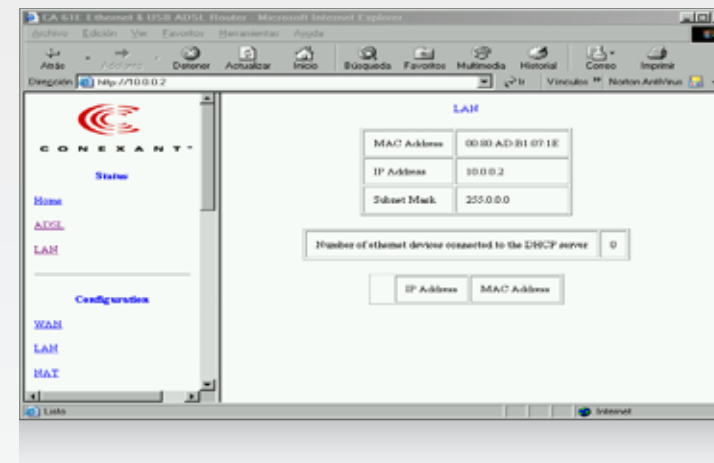 CA 61E Ethernet & USB ADSL Router - Microsoft Internet Explorer
Archivo Edición Ver Favoritos Herramientas Ayuda
Atrás Adelante Detener Actualizar Inicio Búsqueda Favoritos Multimedia Historial Correo Imprimir
Dirección http://10.0.0.2 Ir Vínculos » Norton AntiVirus
CONEXANT
Status
Home
ADSL
LAN
Configuration
WAN
LAN
NAT
LAN
MAC Address 00:80:AD:B1:07:1E
IP Address 10.0.0.2
Subnet Mask 255.0.0.0
Number of ethernet devices connected to the DHCP server 0
IP Address MAC Address
Listo Internet